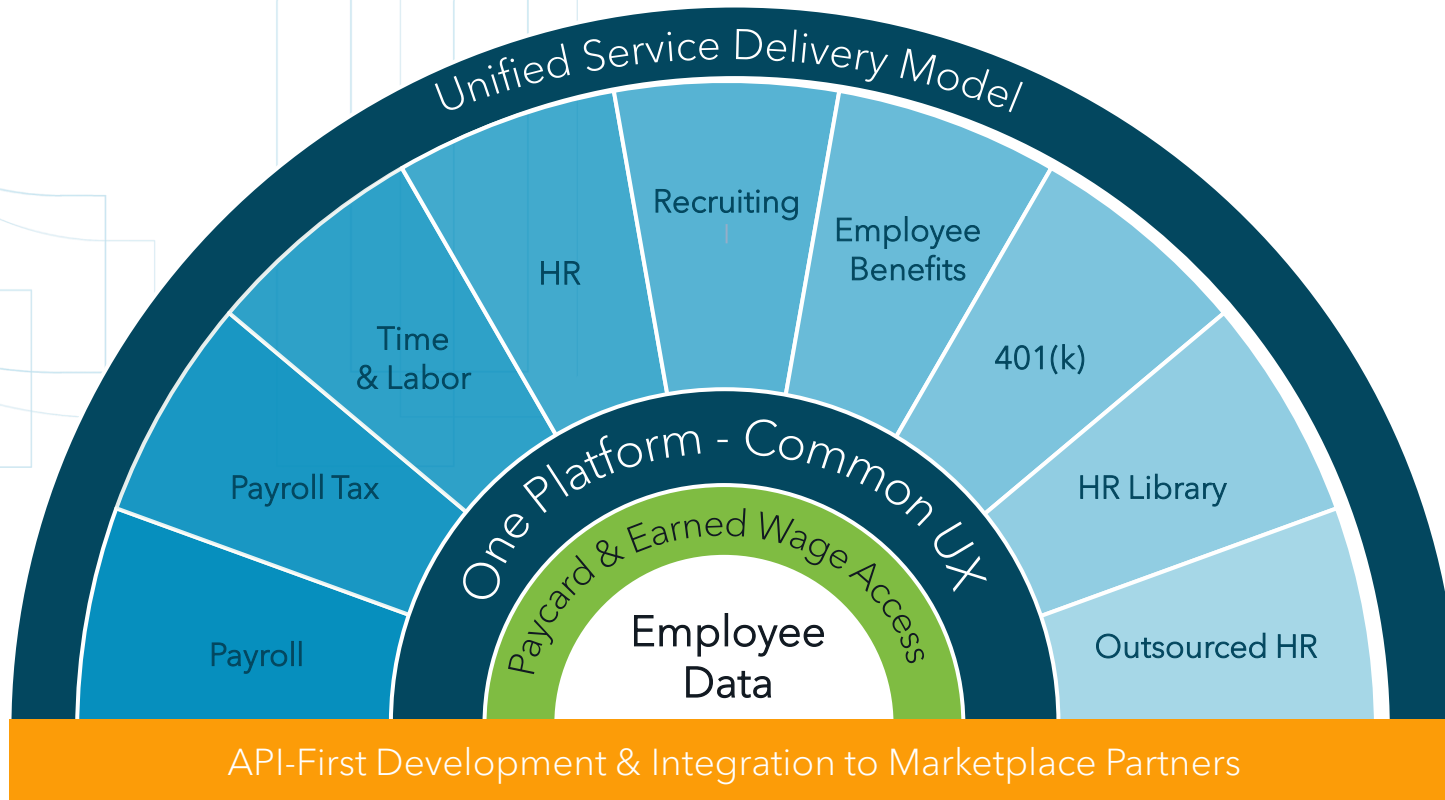 Unified Service Delivery Model
Recruiting
Employee
Benefits
HR
Time
& Labor
401(k)
Payroll Tax
HR Library
Payroll
Outsourced HR
One Platform - Common UX
Paycard & Earned Wage Access
Employee
Data
API-First Development & Integration to Marketplace Partners